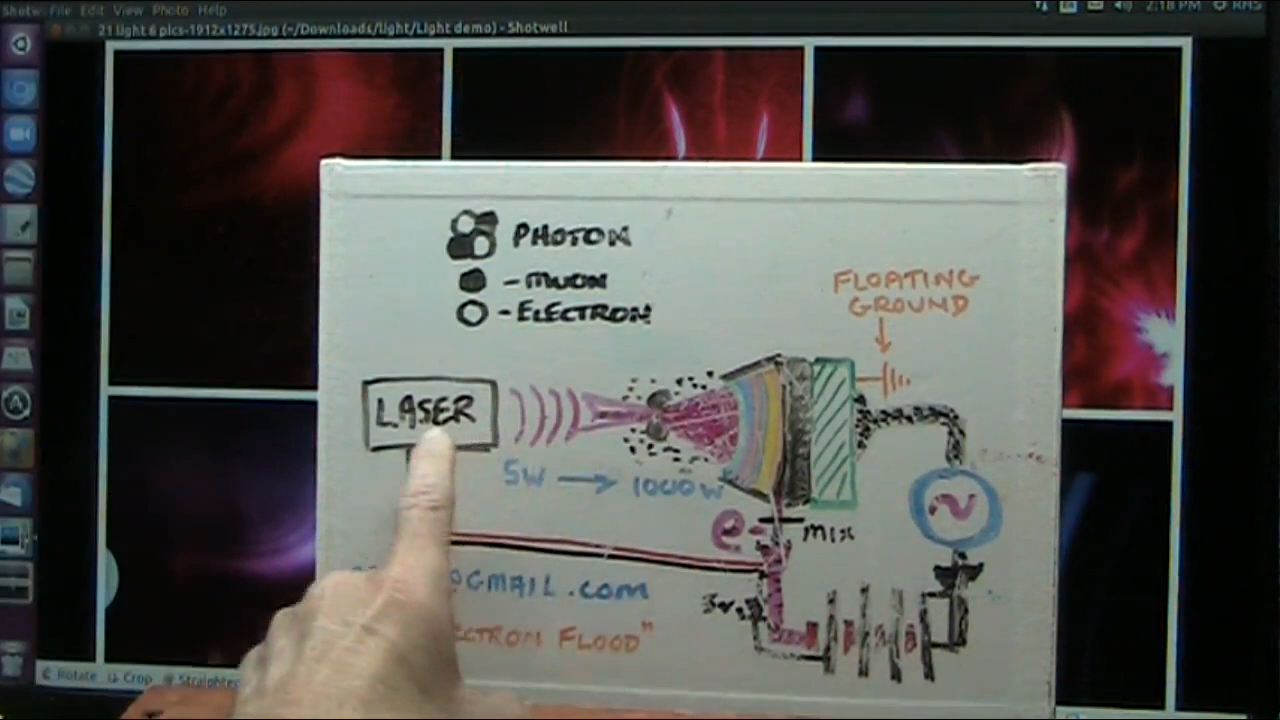 File Edit View Photo Help
2:18 PM
21 light 6 pics-1912x1275.jpg (~/Downloads/light/Light demo) - Shotwell
PHOTON
- MUON
- ELECTRON
FLOATING
GROUND
LASER
5W → 1000W
e-
mix
GMAIL.com
FLOOD"
Rotate Crop